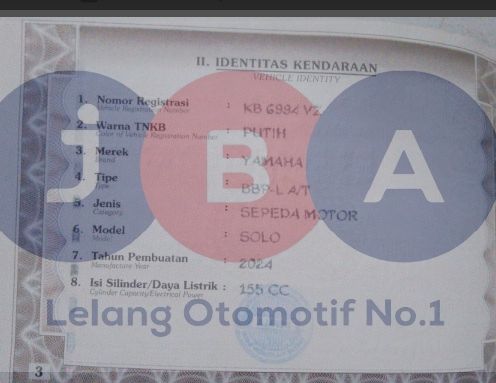 II. IDENTITAS KENDARAAN
VEHICLE IDENTITY
1. Nomor Registrasi : KB 6994 VZ
Vehicle Registration Number
2. Warna TNKB : PUTIH
Color of Vehicle Registration Number
3. Merek : YAMAHA
Brand
4. Tipe : BB9-L A/T
Type
5. Jenis : SEPEDA MOTOR
Category
6. Model : SOLO
Model
7. Tahun Pembuatan : 2024
Manufacture Year
8. Isi Silinder/Daya Listrik : 155 CC
Cylinder Capacity/Electrical Power
JBA
Lelang Otomotif No.1
3